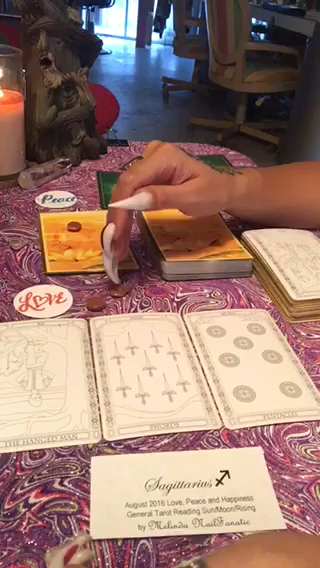 Peace
LOVE
THE HANGED MAN
SWORDS
PENTACLES
Sagittarius ♐
August 2016 Love, Peace and Happiness
General Tarot Reading Sun/Moon/Rising
by Melinda NailFanatic